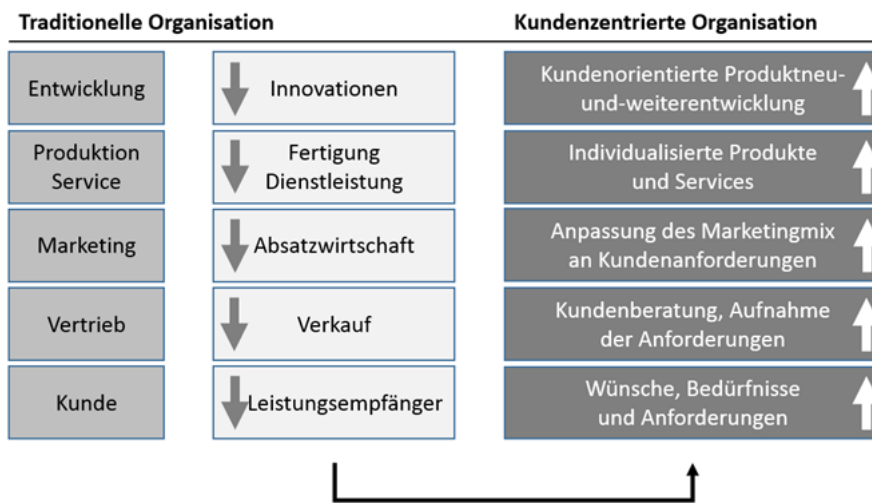 Traditionelle Organisation
Kundenzentrierte Organisation
Entwicklung
Innovationen
Kundenorientierte Produktneu-
und-weiterentwicklung
Produktion
Service
Fertigung
Dienstleistung
Individualisierte Produkte
und Services
Marketing
Absatzwirtschaft
Anpassung des Marketingmix
an Kundenanforderungen
Vertrieb
Verkauf
Kundenberatung, Aufnahme
der Anforderungen
Kunde
Leistungsempfänger
Wünsche, Bedürfnisse
und Anforderungen